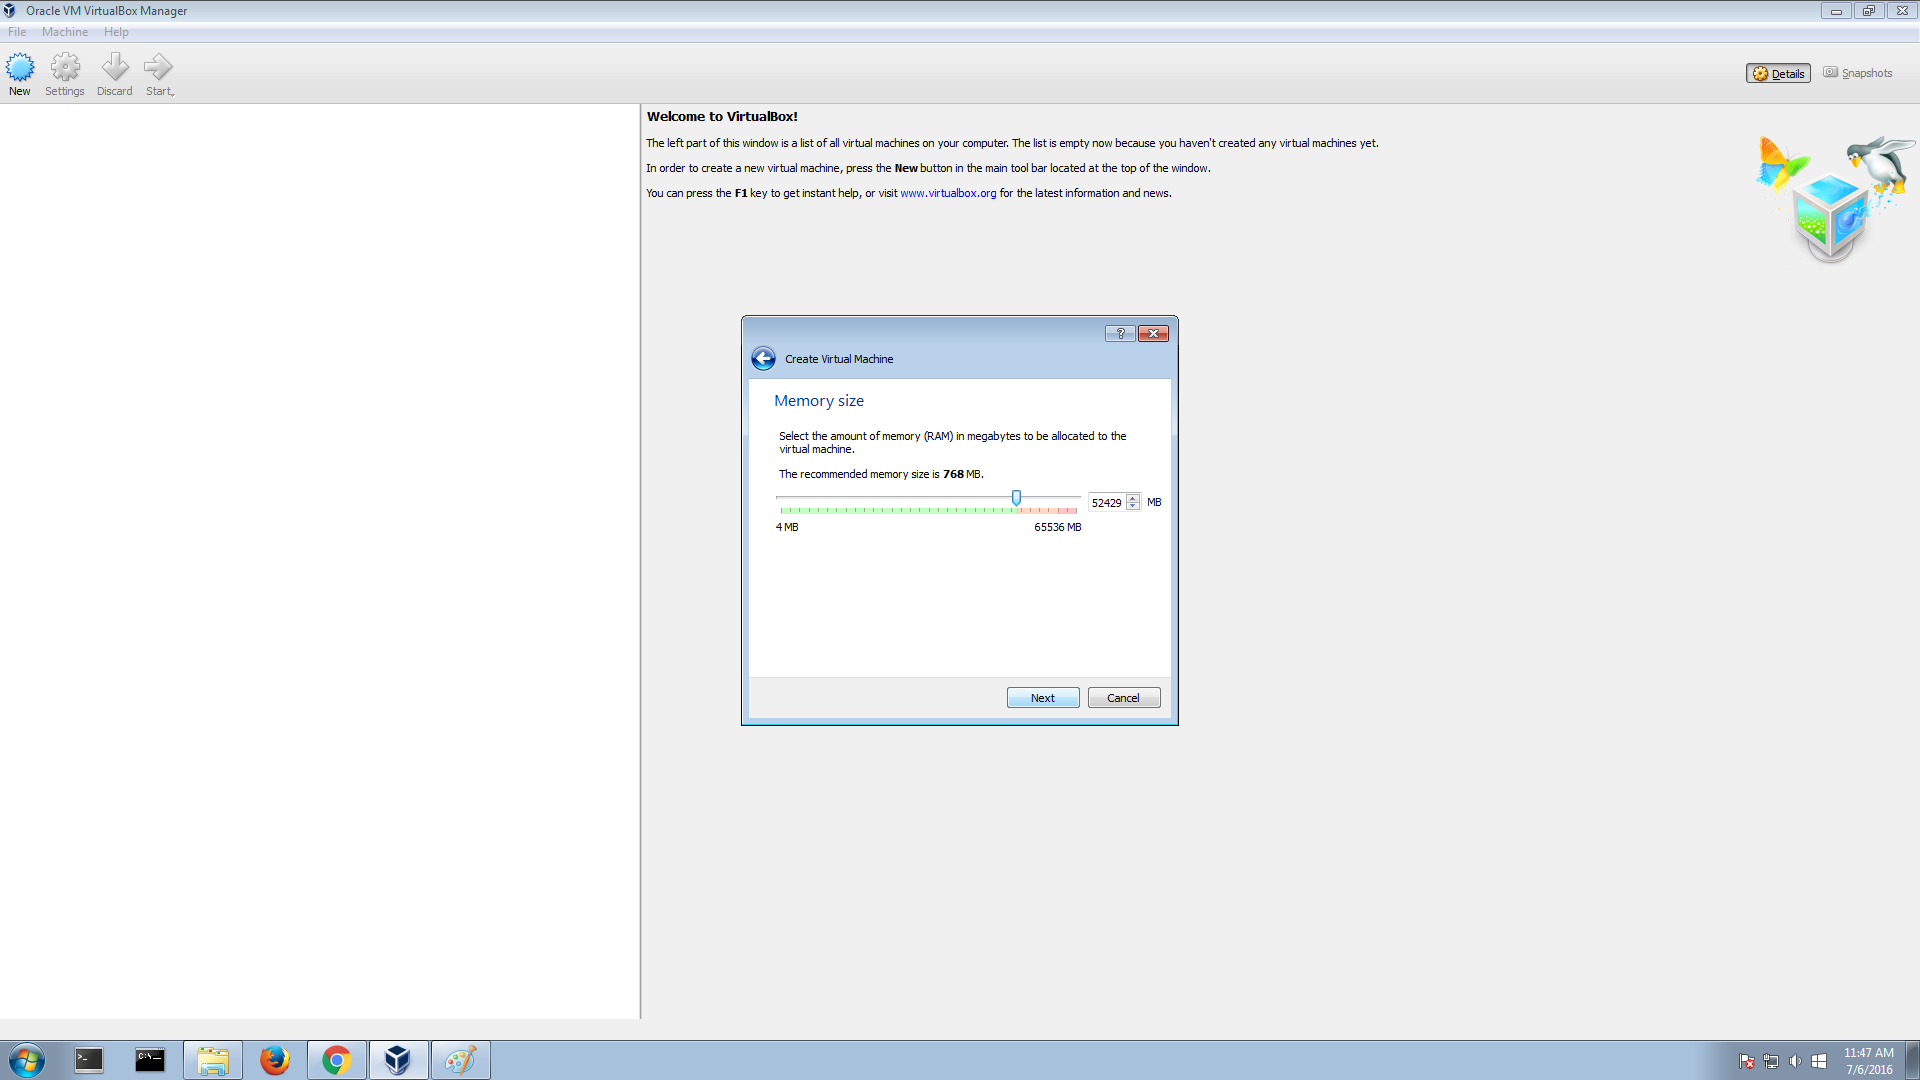 Oracle VM VirtualBox Manager
File Machine Help
New Settings Discard Start
Details Snapshots
Welcome to VirtualBox!
The left part of this window is a list of all virtual machines on your computer. The list is empty now because you haven't created any virtual machines yet.
In order to create a new virtual machine, press the New button in the main tool bar located at the top of the window.
You can press the F1 key to get instant help, or visit www.virtualbox.org for the latest information and news.
?
Create Virtual Machine
Memory size
Select the amount of memory (RAM) in megabytes to be allocated to the
virtual machine.
The recommended memory size is 768 MB.
52429 MB
4 MB 65536 MB
Next Cancel
C:\
11:47 AM
7/6/2016